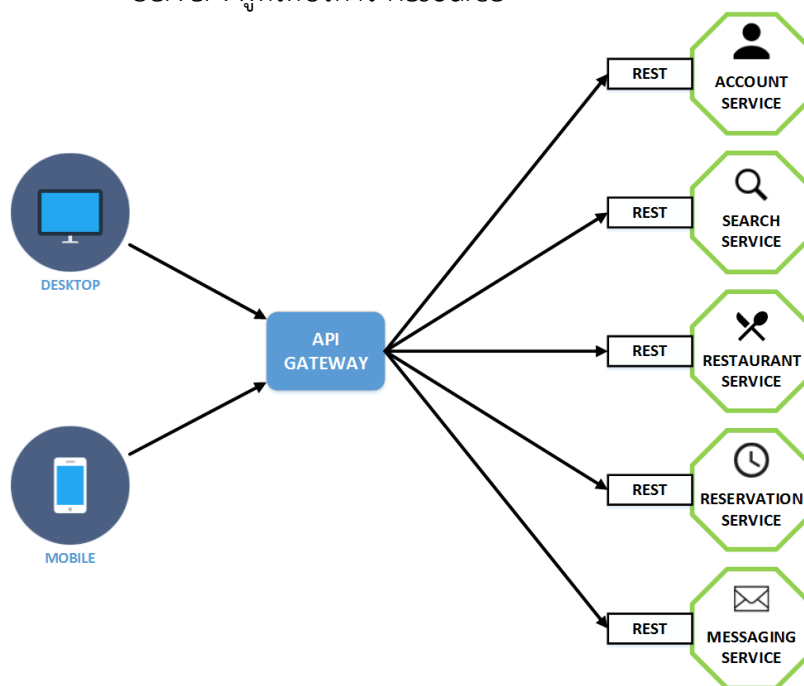 REST
ACCOUNT
SERVICE
REST
SEARCH
SERVICE
DESKTOP
API
GATEWAY
REST
RESTAURANT
SERVICE
REST
RESERVATION
SERVICE
MOBILE
REST
MESSAGING
SERVICE